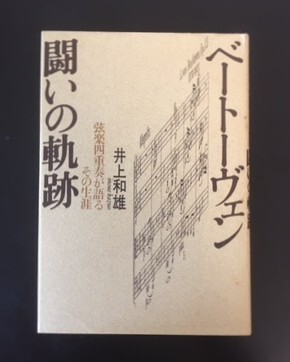 ベートーヴェン
闘いの軌跡
弦楽四重奏が語る
その生涯
井上和雄